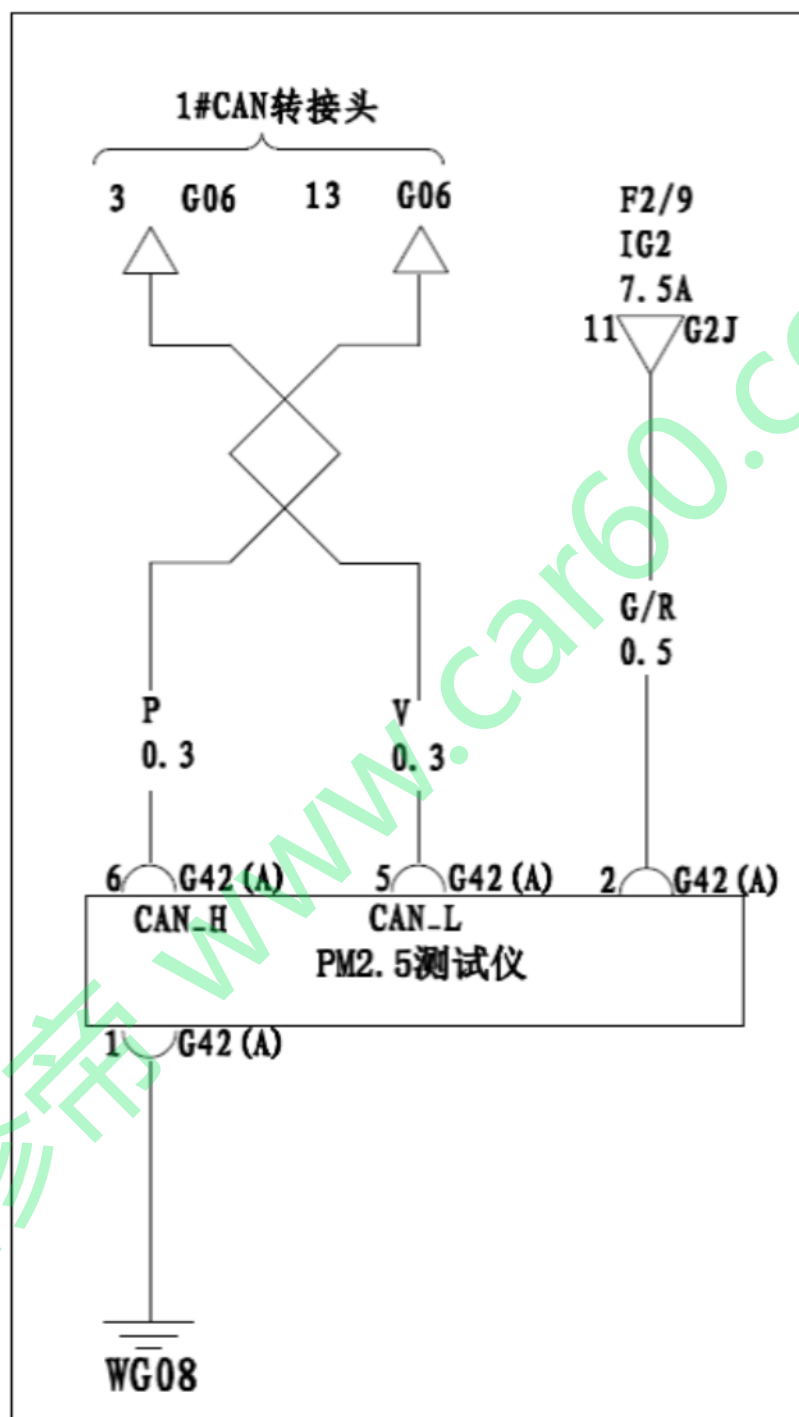 1#CAN转接头
3 G06 13 G06
F2/9
IG2
7.5A
11 G2J
G/R
0.5
P
0.3
V
0.3
6 G42(A) 5 G42(A) 2 G42(A)
CAN_H CAN_L
PM2.5测试仪
1 G42(A)
WG08
帝 www.car60.c